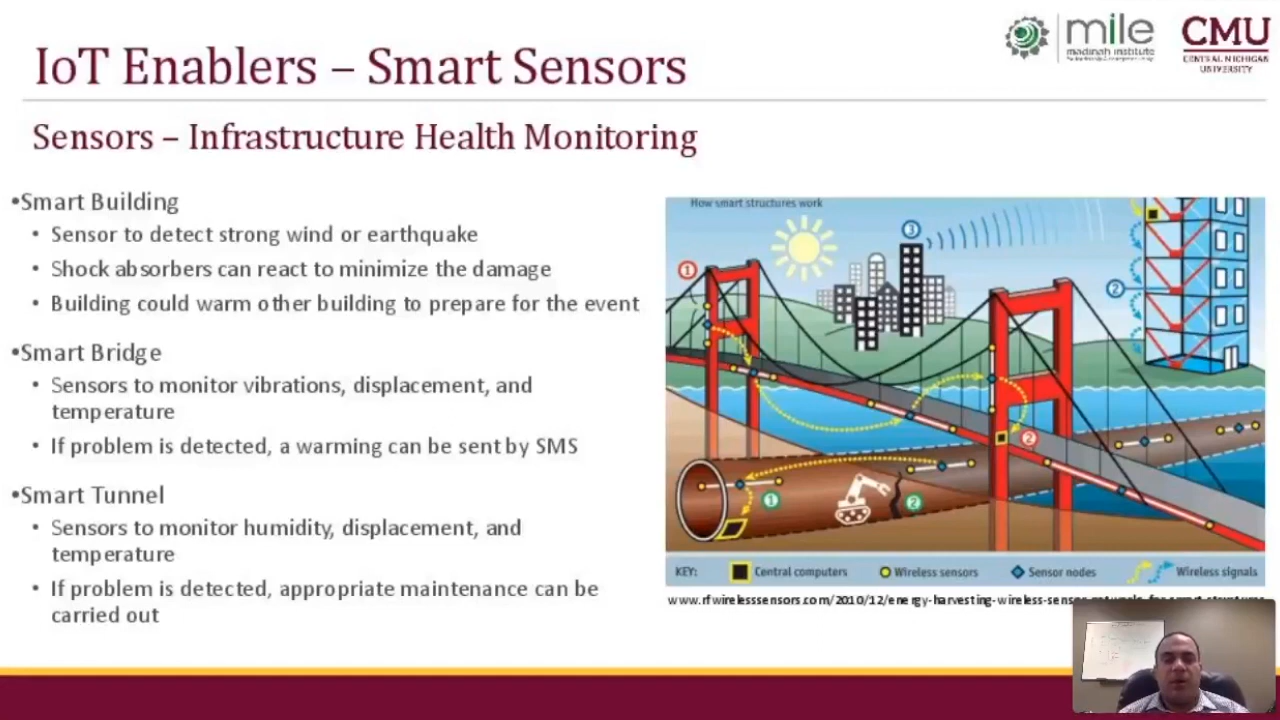 IoT Enablers – Smart Sensors
mile
madinah institute
CMU
CENTRAL MICHIGAN
UNIVERSITY
Sensors – Infrastructure Health Monitoring
•Smart Building
• Sensor to detect strong wind or earthquake
• Shock absorbers can react to minimize the damage
• Building could warm other building to prepare for the event
•Smart Bridge
• Sensors to monitor vibrations, displacement, and
temperature
• If problem is detected, a warming can be sent by SMS
•Smart Tunnel
• Sensors to monitor humidity, displacement, and
temperature
• If problem is detected, appropriate maintenance can be
carried out
How smart structures work
3
1
2
2
1
2
KEY: Central computers Wireless sensors Sensor nodes Wireless signals
www.rfwirelesssensors.com/2010/12/energy-harvesting-wireless-sensor